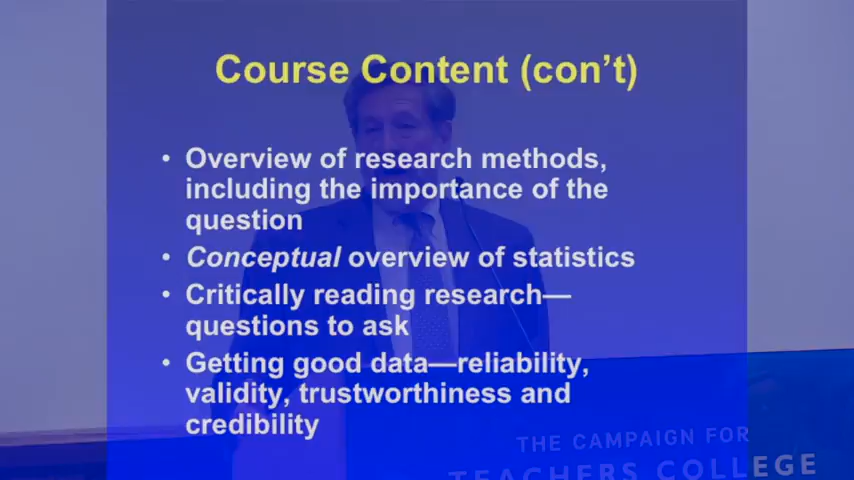 Course Content (con't)
• Overview of research methods,
including the importance of the
question
• Conceptual overview of statistics
• Critically reading research—
questions to ask
• Getting good data—reliability,
validity, trustworthiness and
credibility
THE CAMPAIGN FOR
TEACHERS COLLEGE